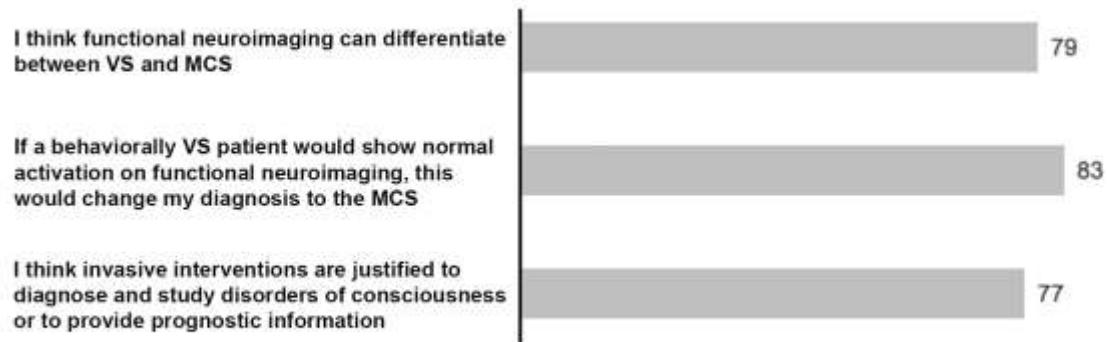 I think functional neuroimaging can differentiate
between VS and MCS
79
If a behaviorally VS patient would show normal
activation on functional neuroimaging, this
would change my diagnosis to the MCS
83
I think invasive interventions are justified to
diagnose and study disorders of consciousness
or to provide prognostic information
77